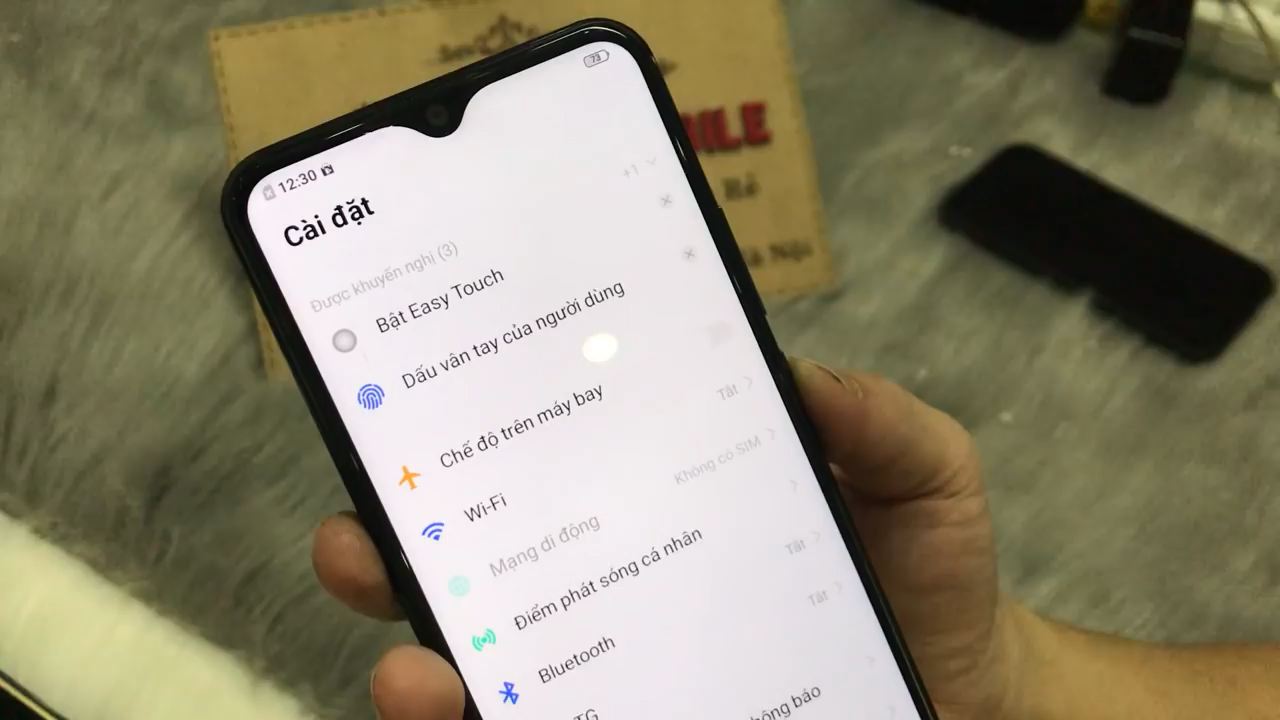 73
12:30
Cài đặt
Được khuyến nghị (3)
+1
Bật Easy Touch
Dấu vân tay của người dùng
Chế độ trên máy bay
Wi-Fi
Tắt
Mạng di động
Không có SIM
Điểm phát sóng cá nhân
Bluetooth
Tắt
Tắt